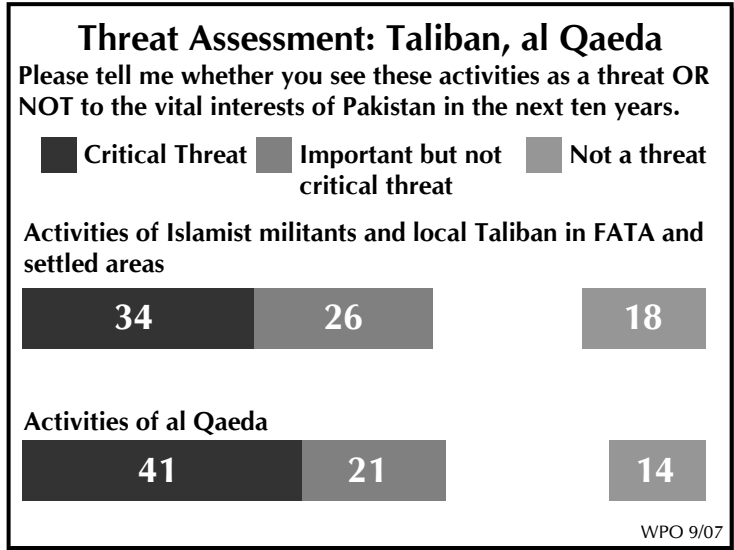 Threat Assessment: Taliban, al Qaeda
Please tell me whether you see these activities as a threat OR
NOT to the vital interests of Pakistan in the next ten years.
Critical Threat
Important but not
critical threat
Not a threat
Activities of Islamist militants and local Taliban in FATA and
settled areas
34 26 18
Activities of al Qaeda
41 21 14
WPO 9/07